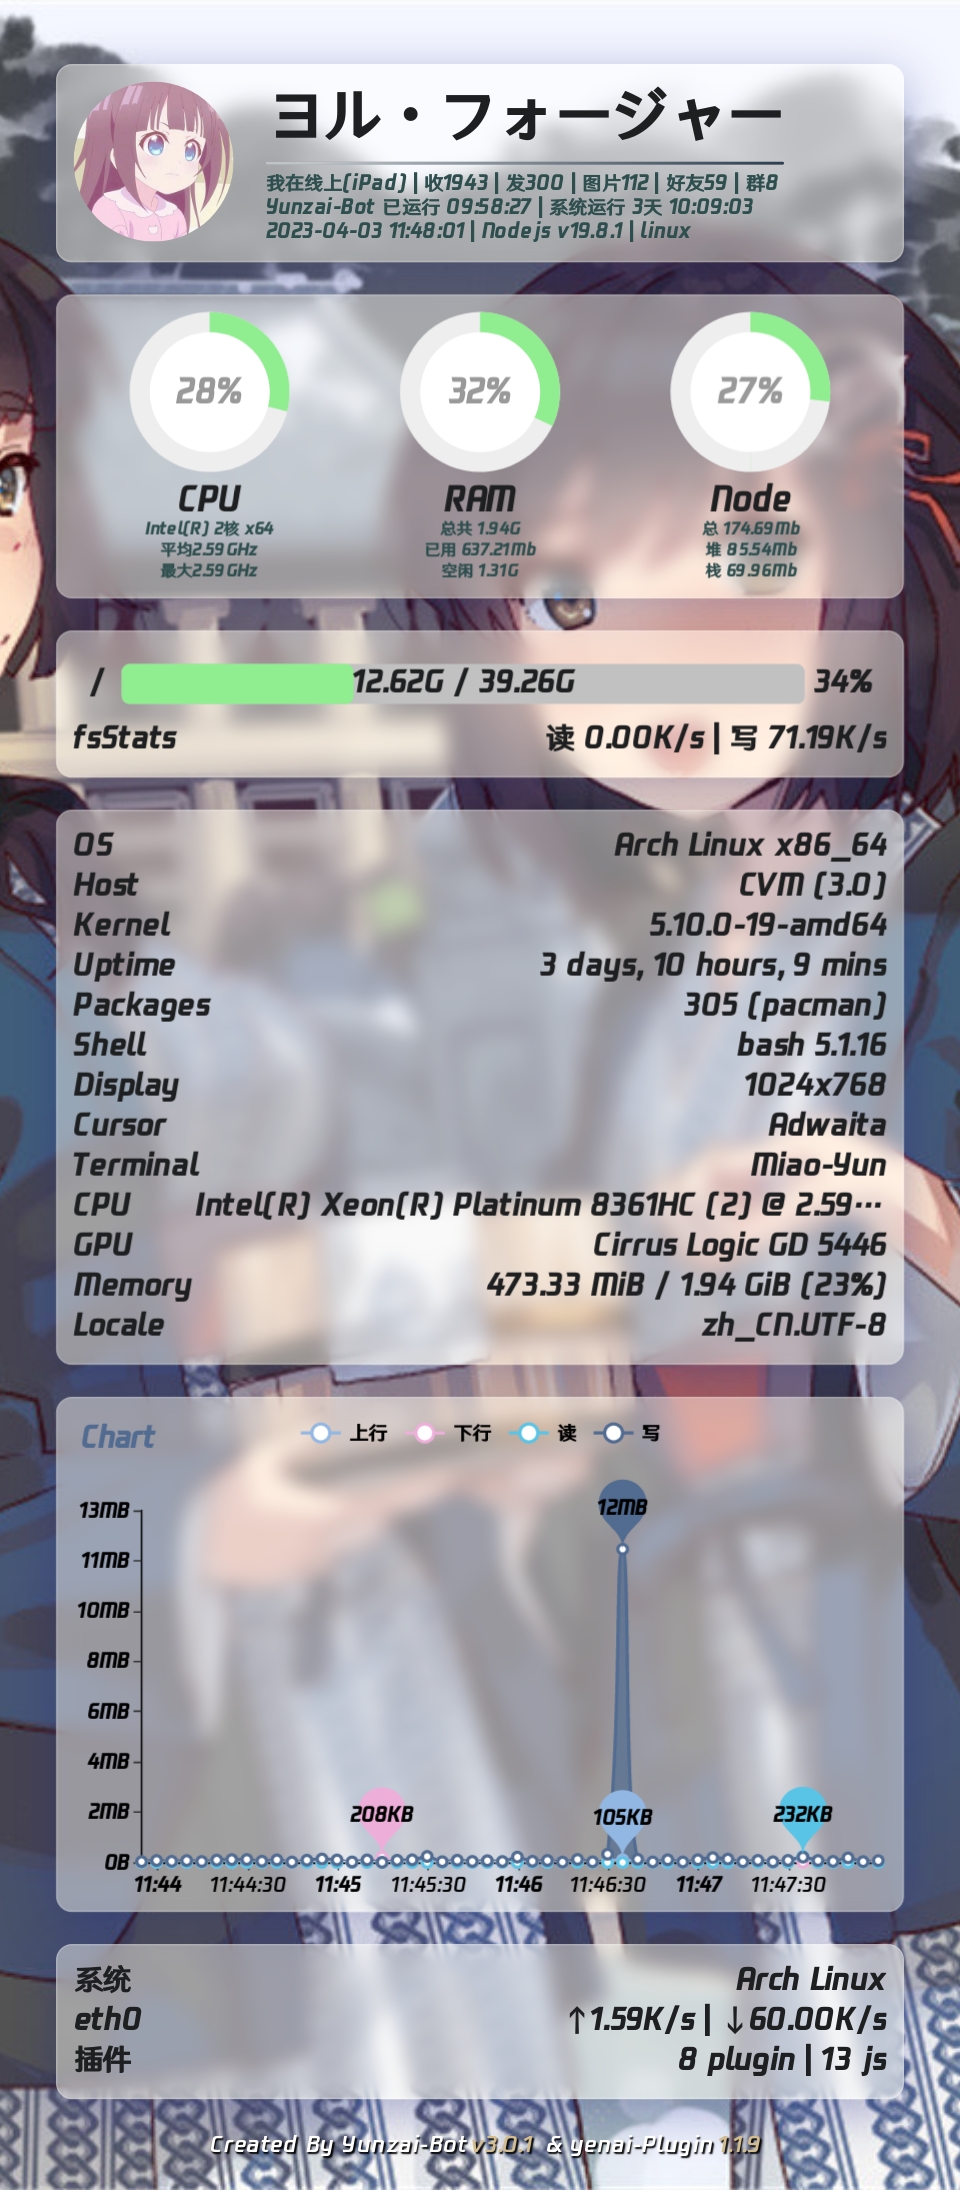 ヨル・フォージャー
我在线上(iPad) | 收1943 | 发300 | 图片112 | 好友59 | 群8
Yunzai-Bot 已运行 09:58:27 | 系统运行 3天 10:09:03
2023-04-03 11:48:01 | Nodejs v19.8.1 | linux
28% 32% 27%
CPU RAM Node
Intel(R) 2核 x64 总共 1.94G 总 174.69Mb
平均2.59GHz 已用 637.21Mb 堆 85.54Mb
最大2.59GHz 空闲 1.31G 栈 69.96Mb
/ 12.62G / 39.26G 34%
fsStats 读 0.00K/s | 写 71.19K/s
OS Arch Linux x86_64
Host CVM (3.0)
Kernel 5.10.0-19-amd64
Uptime 3 days, 10 hours, 9 mins
Packages 305 (pacman)
Shell bash 5.1.16
Display 1024x768
Cursor Adwaita
Terminal Miao-Yun
CPU Intel(R) Xeon(R) Platinum 8361HC (2) @ 2.59…
GPU Cirrus Logic GD 5446
Memory 473.33 MiB / 1.94 GiB (23%)
Locale zh_CN.UTF-8
Chart 上行 下行 读 写
13MB 12MB
11MB
10MB
8MB
6MB
4MB
2MB 208KB 105KB 232KB
0B
11:44 11:44:30 11:45 11:45:30 11:46 11:46:30 11:47 11:47:30
系统 Arch Linux
eth0 ↑1.59K/s | ↓60.00K/s
插件 8 plugin | 13 js
Created By Yunzai-Bot v3.0.1 & yenai-Plugin 1.1.9